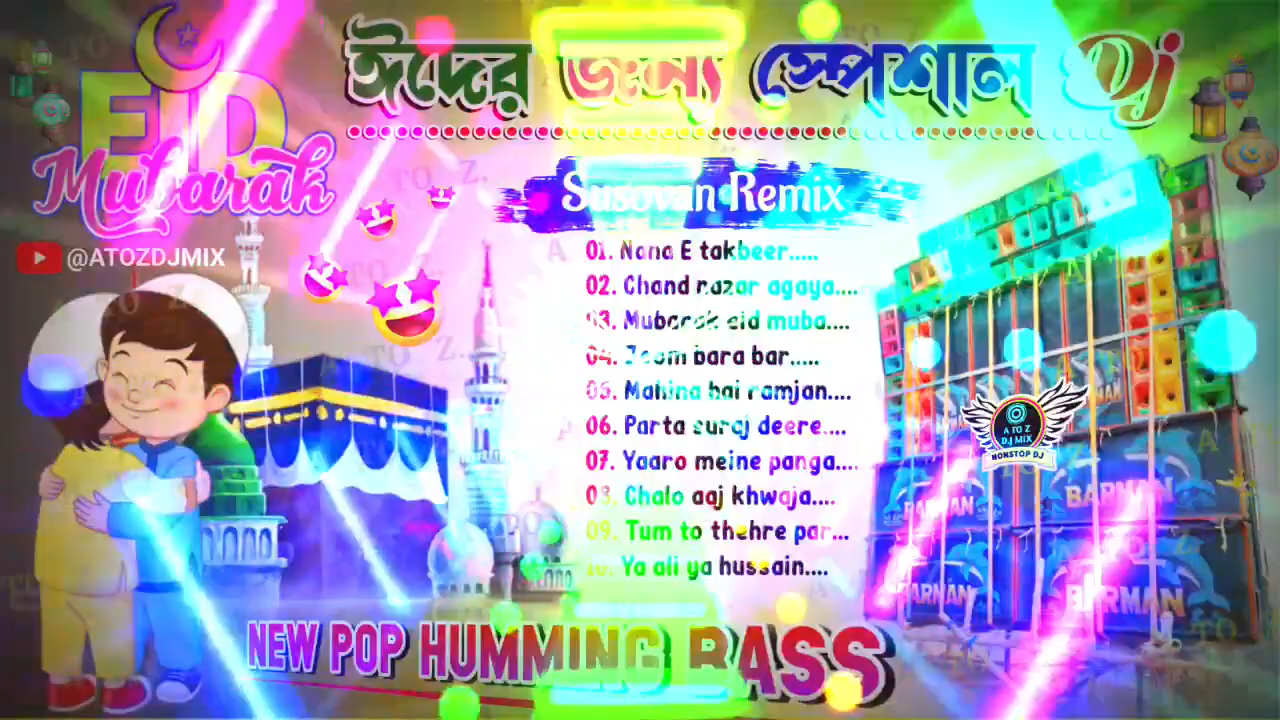 ঈদের জন্য স্পেশাল Dj
EID
Mubarak
@ATOZDJMIX
Susovan Remix
01. Nana E takbeer.....
02. Chand nazar agaya....
03. Mubarak eid muba....
04. Zoom bara bar.....
05. Mahina hai ramjan....
06. Parta suraj deere....
07. Yaaro meine panga....
08. Chalo aaj khwaja....
09. Tum to thehre par...
10. Ya ali ya hussain....
A TO Z
DJ MIX
NONSTOP DJ
BARMAN
BARMAN
BARMAN
BARMAN
NEW POP HUMMING BASS